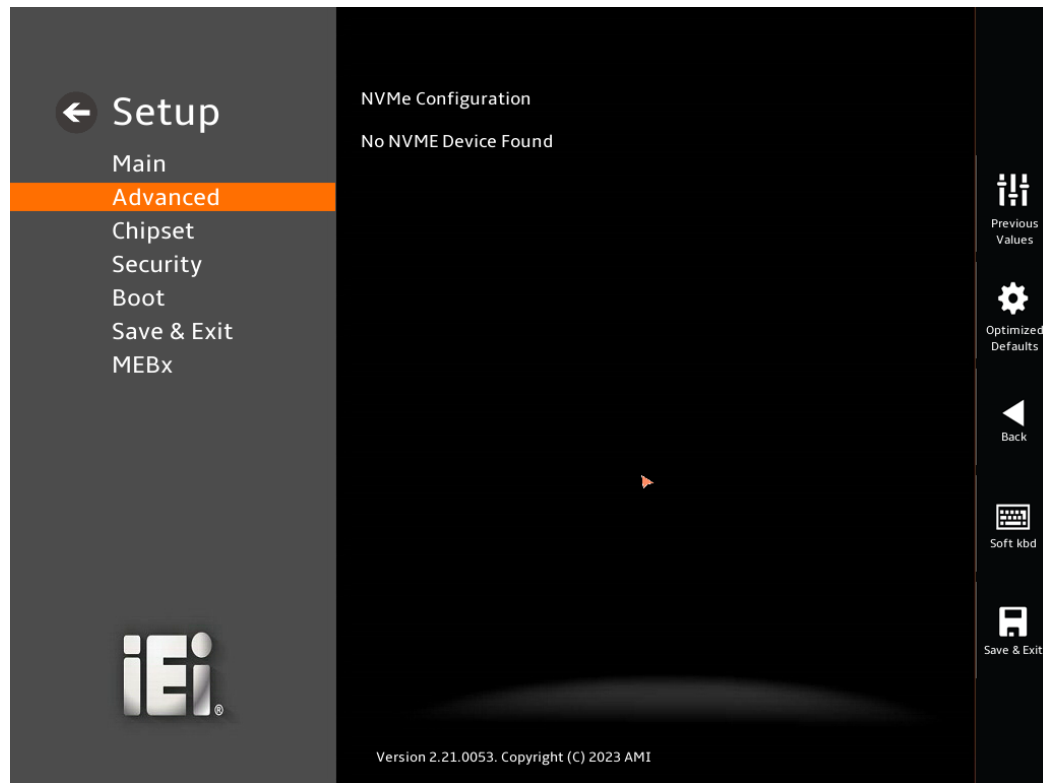 Setup
Main
Advanced
Chipset
Security
Boot
Save & Exit
MEBx
iEi®
NVMe Configuration
No NVME Device Found
Previous
Values
Optimized
Defaults
Back
Soft kbd
Save & Exit
Version 2.21.0053. Copyright (C) 2023 AMI